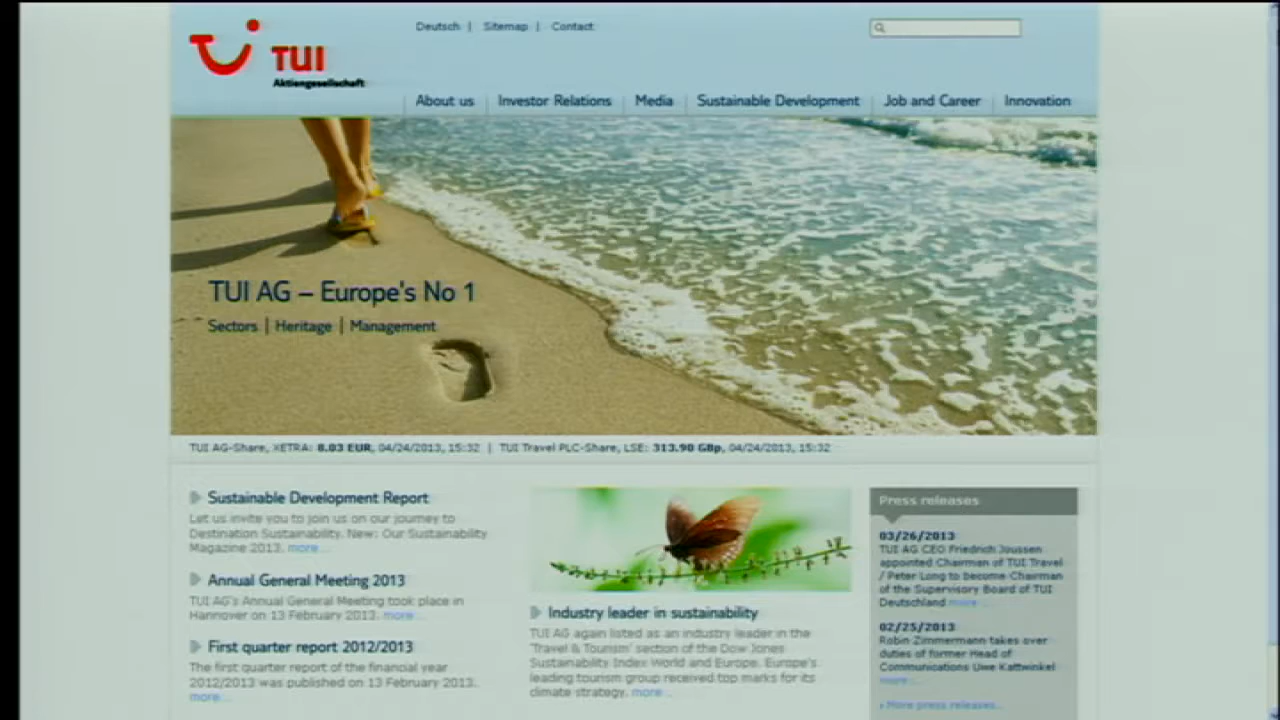 Deutsch | Sitemap | Contact
TUI
Aktiengesellschaft
About us | Investor Relations | Media | Sustainable Development | Job and Career | Innovation
TUI AG – Europe's No 1
Sectors | Heritage | Management
TUI AG-Share, XETRA: 8.03 EUR, 04/24/2013, 15:32 | TUI Travel PLC-Share, LSE: 313.90 GBp, 04/24/2013, 15:32
Sustainable Development Report
Let us invite you to join us on our journey to
Destination Sustainability. New: Our Sustainability
Magazine 2013. more...
Annual General Meeting 2013
TUI AG's Annual General Meeting took place in
Hannover on 13 February 2013. more...
First quarter report 2012/2013
The first quarter report of the financial year
2012/2013 was published on 13 February 2013.
more...
Industry leader in sustainability
TUI AG again listed as an industry leader in the
'Travel & Tourism' section of the Dow Jones
Sustainability Index World and Europe. Europe's
leading tourism group received top marks for its
climate strategy. more...
Press releases
03/26/2013
TUI AG CEO Friedrich Joussen
appointed Chairman of TUI Travel
/ Peter Long to become Chairman
of the Supervisory Board of TUI
Deutschland more...
02/25/2013
Robin Zimmermann takes over
duties of former Head of
Communications Uwe Kattwinkel
more...
More press releases...